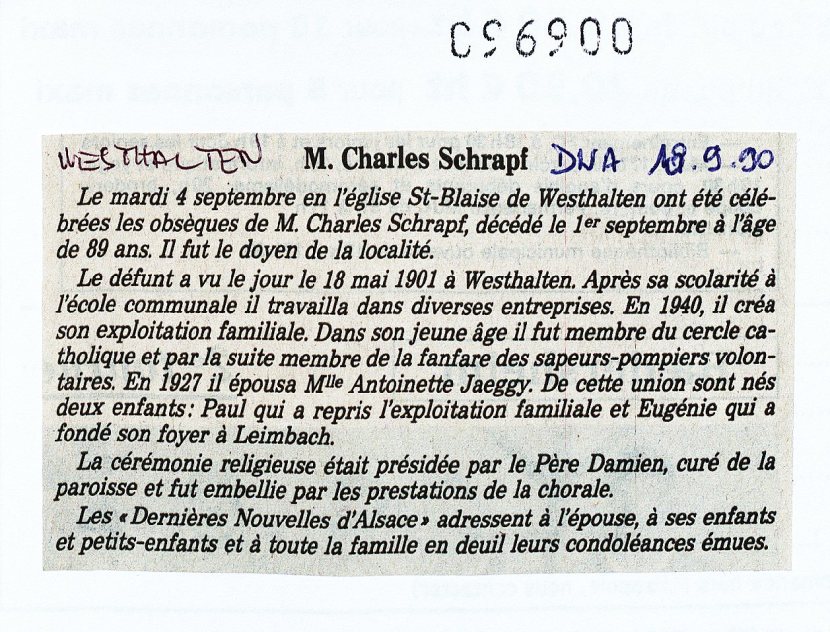 WESTHALTEN M. Charles Schrapf DNA 18.9.90
Le mardi 4 septembre en l'église St-Blaise de Westhalten ont été célé-
brées les obsèques de M. Charles Schrapf, décédé le 1er septembre à l'âge
de 89 ans. Il fut le doyen de la localité.
Le défunt a vu le jour le 18 mai 1901 à Westhalten. Après sa scolarité à
l'école communale il travailla dans diverses entreprises. En 1940, il créa
son exploitation familiale. Dans son jeune âge il fut membre du cercle ca-
tholique et par la suite membre de la fanfare des sapeurs-pompiers volon-
taires. En 1927 il épousa Mlle Antoinette Jaeggy. De cette union sont nés
deux enfants: Paul qui a repris l'exploitation familiale et Eugénie qui a
fondé son foyer à Leimbach.
La cérémonie religieuse était présidée par le Père Damien, curé de la
paroisse et fut embellie par les prestations de la chorale.
Les «Dernières Nouvelles d'Alsace» adressent à l'épouse, à ses enfants
et petits-enfants et à toute la famille en deuil leurs condoléances émues.